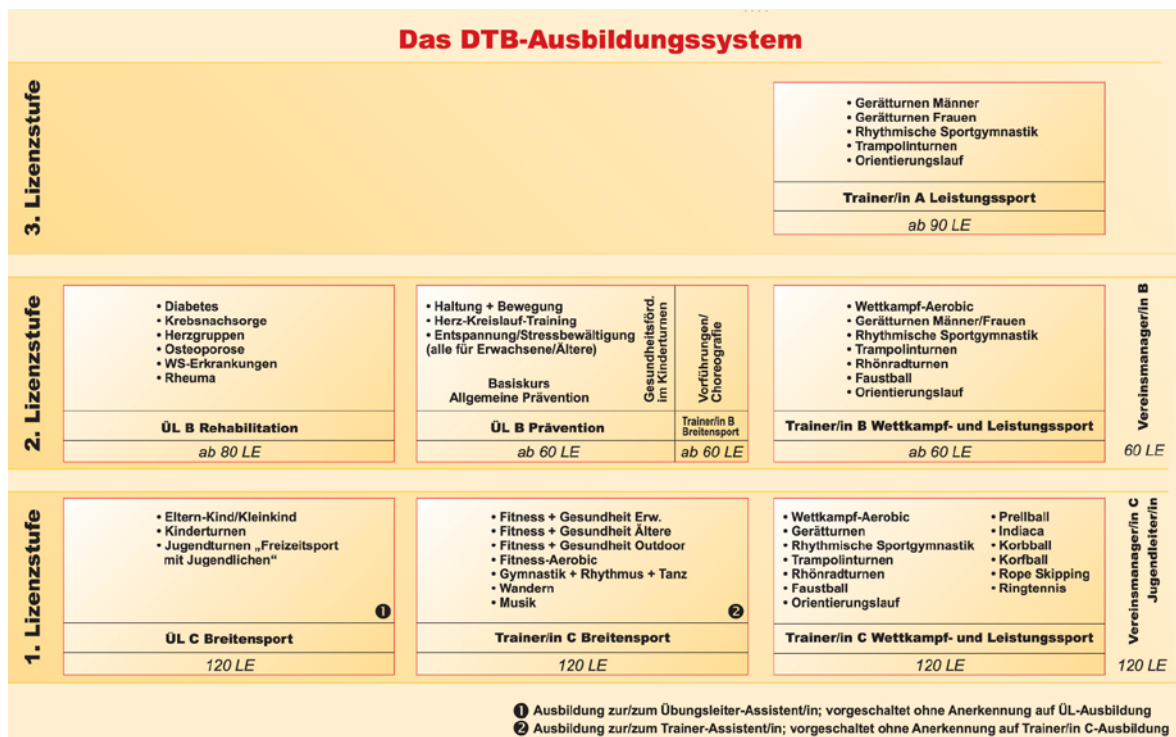 Das DTB-Ausbildungssystem
3. Lizenzstufe
• Gerätturnen Männer
• Gerätturnen Frauen
• Rhythmische Sportgymnastik
• Trampolinturnen
• Orientierungslauf
Trainer/in A Leistungssport
ab 90 LE
2. Lizenzstufe
• Diabetes
• Krebsnachsorge
• Herzgruppen
• Osteoporose
• WS-Erkrankungen
• Rheuma
ÜL B Rehabilitation
ab 80 LE
• Haltung + Bewegung
• Herz-Kreislauf-Training
• Entspannung/Stressbewältigung
(alle für Erwachsene/Ältere)
Basiskurs
Allgemeine Prävention
Gesundheitsförd.
im Kinderturnen
ÜL B Prävention
ab 60 LE
Vorführungen/
Choreografie
Trainer/in B
Breitensport
ab 60 LE
• Wettkampf-Aerobic
• Gerätturnen Männer/Frauen
• Rhythmische Sportgymnastik
• Trampolinturnen
• Rhönradturnen
• Faustball
• Orientierungslauf
Trainer/in B Wettkampf- und Leistungssport
ab 60 LE
Vereinsmanager/in B
60 LE
1. Lizenzstufe
• Eltern-Kind/Kleinkind
• Kinderturnen
• Jugendturnen „Freizeitsport
mit Jugendlichen“
❶
ÜL C Breitensport
120 LE
• Fitness + Gesundheit Erw.
• Fitness + Gesundheit Ältere
• Fitness + Gesundheit Outdoor
• Fitness-Aerobic
• Gymnastik + Rhythmus + Tanz
• Wandern
• Musik
❷
Trainer/in C Breitensport
120 LE
• Wettkampf-Aerobic
• Gerätturnen
• Rhythmische Sportgymnastik
• Trampolinturnen
• Rhönradturnen
• Faustball
• Orientierungslauf
• Prellball
• Indiaca
• Korbball
• Korfball
• Rope Skipping
• Ringtennis
Trainer/in C Wettkampf- und Leistungssport
120 LE
Vereinsmanager/in C
Jugendleiter/in
120 LE
❶ Ausbildung zur/zum Übungsleiter-Assistent/in; vorgeschaltet ohne Anerkennung auf ÜL-Ausbildung
❷ Ausbildung zur/zum Trainer-Assistent/in; vorgeschaltet ohne Anerkennung auf Trainer/in C-Ausbildung